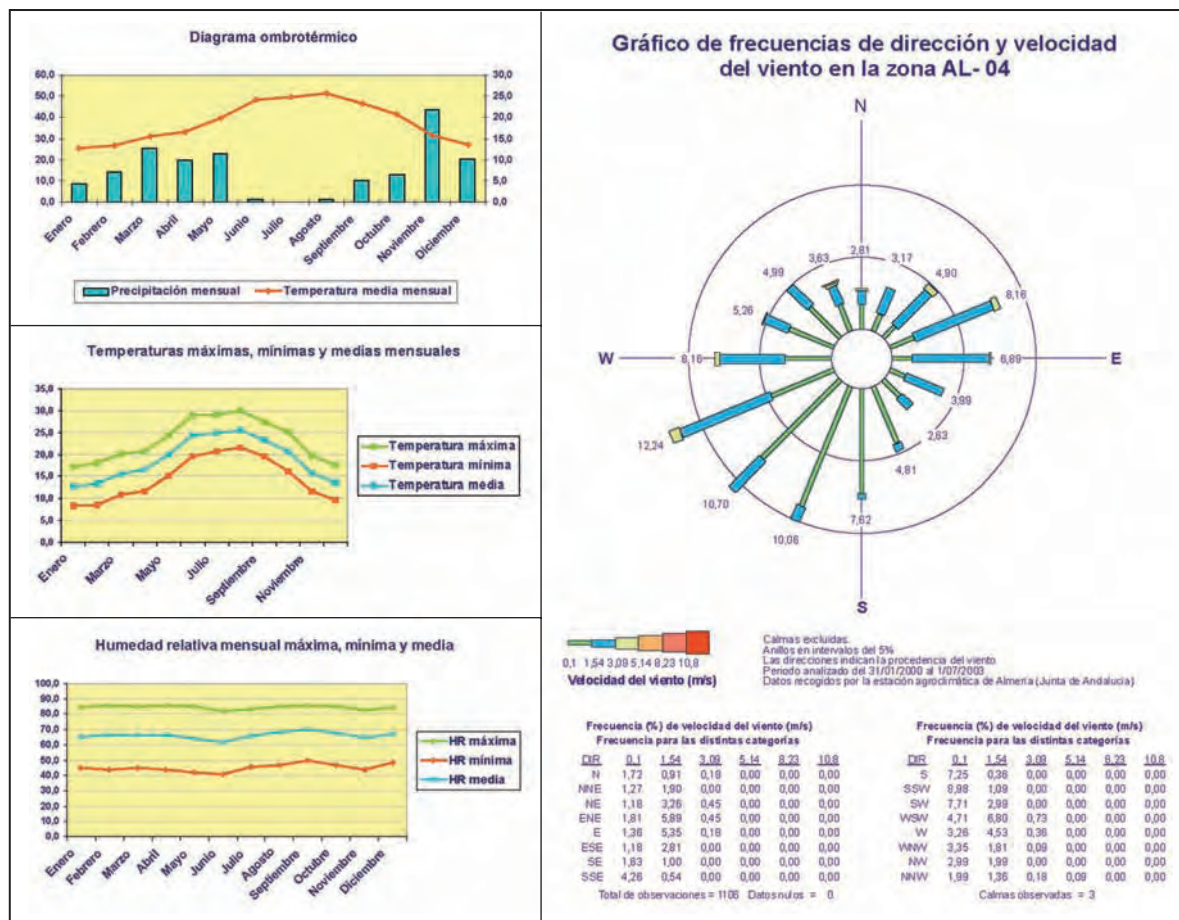 Diagrama ombrotérmico
60,0 30,0
50,0 25,0
40,0 20,0
30,0 15,0
20,0 10,0
10,0 5,0
0,0 0,0
Enero Febrero Marzo Abril Mayo Junio Julio Agosto Septiembre Octubre Noviembre Diciembre
Precipitación mensual Temperatura media mensual
Temperaturas máximas, mínimas y medias mensuales
35,0
30,0
25,0
20,0
15,0
10,0
5,0
0,0
Temperatura máxima
Temperatura mínima
Temperatura media
Enero Marzo Mayo Julio Septiembre Noviembre
Humedad relativa mensual máxima, mínima y media
100,0
90,0
80,0
70,0
60,0
50,0
40,0
30,0
20,0
10,0
0,0
HR máxima
HR mínima
HR media
Enero Febrero Marzo Abril Mayo Junio Julio Agosto Septiembre Octubre Noviembre Diciembre
Gráfico de frecuencias de dirección y velocidad
del viento en la zona AL- 04
N
2,81
3,63 3,17
4,99 4,90
8,16
5,26
W 8,16 6,89 E
3,99
2,63
12,24
4,81
10,70
7,62
10,06
S
0,1 1,54 3,09 5,14 8,23 10,8
Velocidad del viento (m/s)
Calmas excluidas.
Anillos en intervalos del 5%
Las direcciones indican la procedencia del viento
Periodo analizado del 31/01/2000 al 1/07/2003
Datos recogidos por la estación agroclimática de Almería (Junta de Andalucía)
Frecuencia (%) de velocidad del viento (m/s)
Frecuencia para las distintas categorías
DIR 0,1 1,54 3,09 5,14 8,23 10,8
N 1,72 0,91 0,18 0,00 0,00 0,00
NNE 1,27 1,90 0,00 0,00 0,00 0,00
NE 1,18 3,26 0,45 0,00 0,00 0,00
ENE 1,81 5,89 0,45 0,00 0,00 0,00
E 1,36 5,35 0,18 0,00 0,00 0,00
ESE 1,18 2,81 0,00 0,00 0,00 0,00
SE 1,63 1,00 0,00 0,00 0,00 0,00
SSE 4,26 0,54 0,00 0,00 0,00 0,00
Total de observaciones = 1106 Datos nulos = 0
Frecuencia (%) de velocidad del viento (m/s)
Frecuencia para las distintas categorías
DIR 0,1 1,54 3,09 5,14 8,23 10,8
S 7,25 0,36 0,00 0,00 0,00 0,00
SSW 8,98 1,09 0,00 0,00 0,00 0,00
SW 7,71 2,99 0,00 0,00 0,00 0,00
WSW 4,71 6,80 0,73 0,00 0,00 0,00
W 3,26 4,53 0,36 0,00 0,00 0,00
WNW 3,35 1,81 0,09 0,00 0,00 0,00
NW 2,99 1,99 0,00 0,00 0,00 0,00
NNW 1,99 1,36 0,18 0,09 0,00 0,00
Calmas observadas = 3